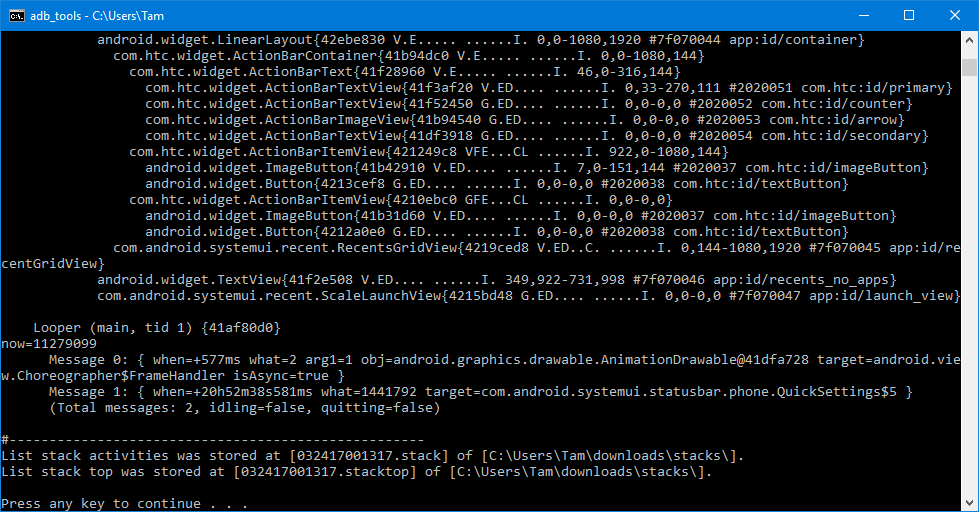 adb_tools - C:\Users\Tam
android.widget.LinearLayout{42ebe830 V.E..... ......I. 0,0-1080,1920 #7f070044 app:id/container}
com.htc.widget.ActionBarContainer{41b94dc0 V.E..... ......I. 0,0-1080,144}
com.htc.widget.ActionBarText{41f28960 V.E..... ......I. 46,0-316,144}
com.htc.widget.ActionBarTextView{41f3af20 V.ED.... ......I. 0,33-270,111 #2020051 com.htc:id/primary}
com.htc.widget.ActionBarTextView{41f52450 G.ED.... ......I. 0,0-0,0 #2020052 com.htc:id/counter}
com.htc.widget.ActionBarImageView{41b94540 G.ED.... ......I. 0,0-0,0 #2020053 com.htc:id/arrow}
com.htc.widget.ActionBarTextView{41df3918 G.ED.... ......I. 0,0-0,0 #2020054 com.htc:id/secondary}
com.htc.widget.ActionBarItemView{421249c8 VFE...CL ......I. 922,0-1080,144}
android.widget.ImageButton{41b42910 V.ED.... ......I. 7,0-151,144 #2020037 com.htc:id/imageButton}
android.widget.Button{4213cef8 G.ED.... ......I. 0,0-0,0 #2020038 com.htc:id/textButton}
com.htc.widget.ActionBarItemView{4210ebc0 GFE...CL ......I. 0,0-0,0}
android.widget.ImageButton{41b31d60 V.ED.... ......I. 0,0-0,0 #2020037 com.htc:id/imageButton}
android.widget.Button{4212a0e0 G.ED.... ......I. 0,0-0,0 #2020038 com.htc:id/textButton}
com.android.systemui.recent.RecentsGridView{4219ced8 V.ED..C. ......I. 0,144-1080,1920 #7f070045 app:id/re
centGridView}
android.widget.TextView{41f2e508 V.ED.... ......I. 349,922-731,998 #7f070046 app:id/recents_no_apps}
com.android.systemui.recent.ScaleLaunchView{4215bd48 G.ED.... ......I. 0,0-0,0 #7f070047 app:id/launch_view}
Looper (main, tid 1) {41af80d0}
now=11279099
Message 0: { when=+577ms what=2 arg1=1 obj=android.graphics.drawable.AnimationDrawable@41dfa728 target=android.vie
w.Choreographer$FrameHandler isAsync=true }
Message 1: { when=+20h52m38s581ms what=1441792 target=com.android.systemui.statusbar.phone.QuickSettings$5 }
(Total messages: 2, idling=false, quitting=false)
#----------------------------------------------------
List stack activities was stored at [032417001317.stack] of [C:\Users\Tam\downloads\stacks\].
List stack top was stored at [032417001317.stacktop] of [C:\Users\Tam\downloads\stacks\].
Press any key to continue . . .